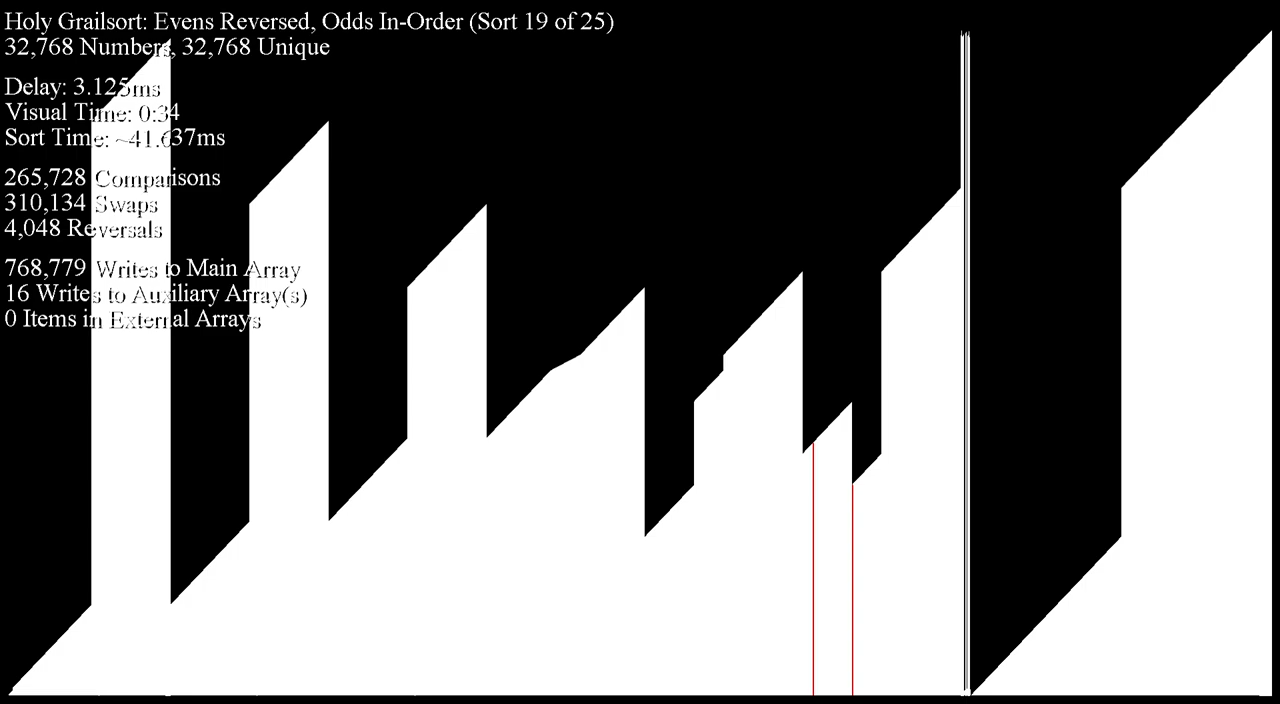 Holy Grailsort: Evens Reversed, Odds In-Order (Sort 19 of 25)
32,768 Numbers, 32,768 Unique
Delay: 3.125ms
Visual Time: 0:34
Sort Time: ~41.637ms
265,728 Comparisons
310,134 Swaps
4,048 Reversals
768,779 Writes to Main Array
16 Writes to Auxiliary Array(s)
0 Items in External Arrays